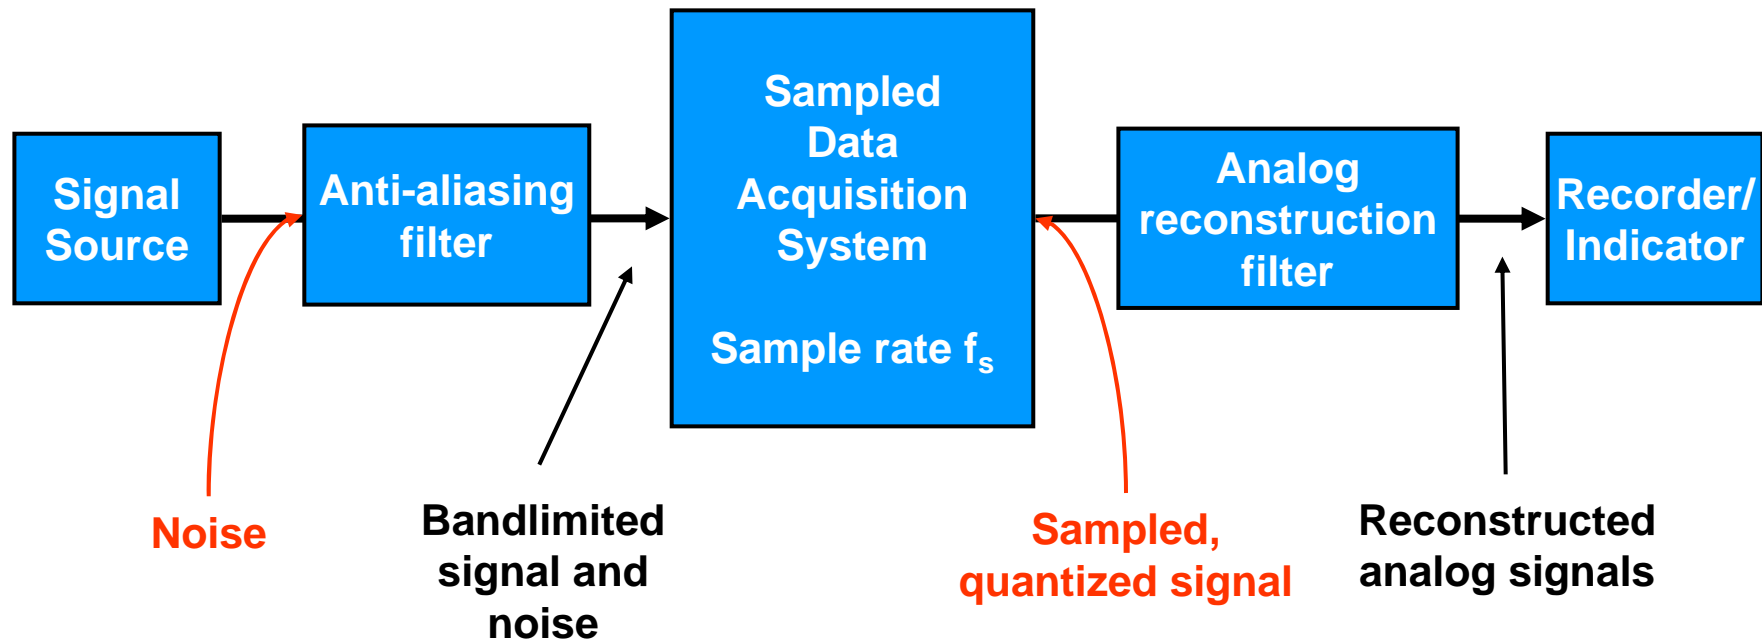 Signal
Source
Anti-aliasing
filter
Sampled
Data
Acquisition
System
Sample rate fs
Analog
reconstruction
filter
Recorder/
Indicator
Noise
Bandlimited
signal and
noise
Sampled,
quantized signal
Reconstructed
analog signals